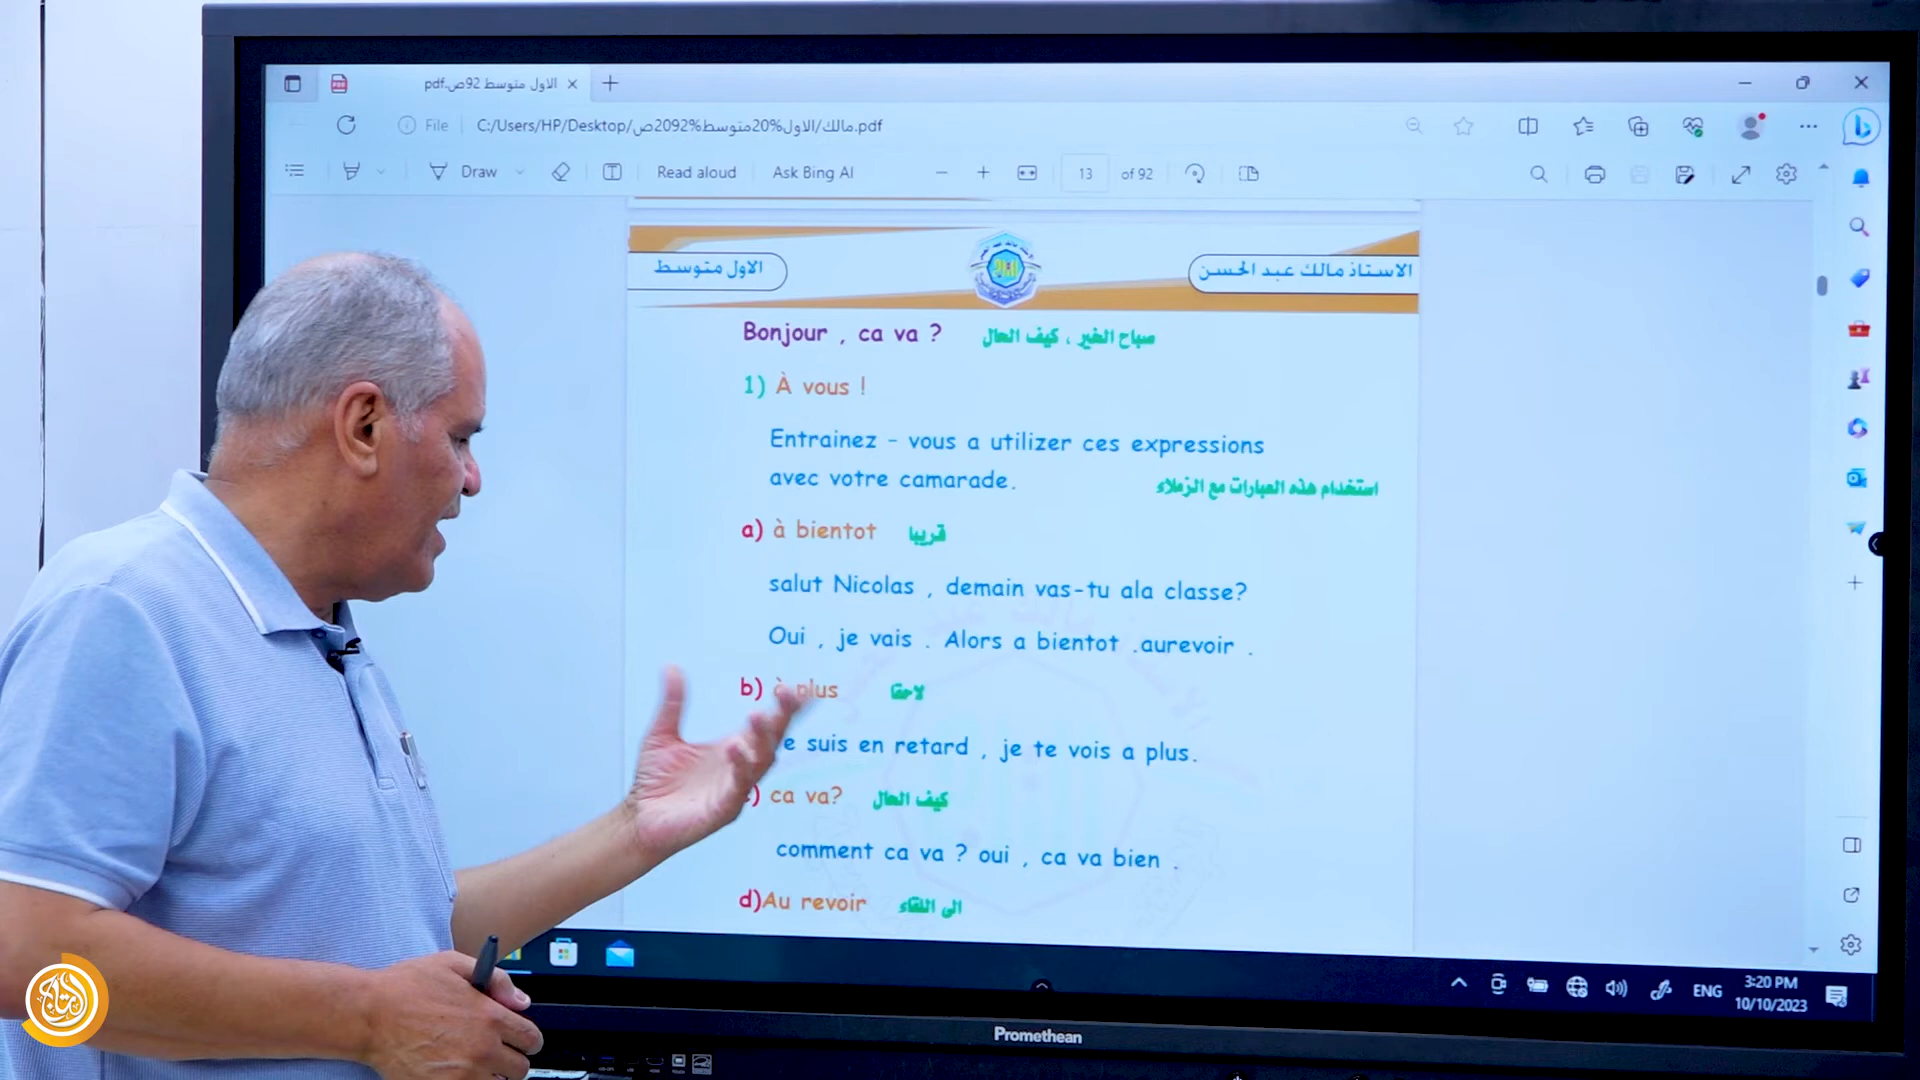 الاول متوسط 92ص.pdf
File C:/Users/HP/Desktop/مالك/الاول%20متوسط%2092ص.pdf
Draw Read aloud Ask Bing AI 13 of 92
الاستاذ مالك عبد الحسن
الاول متوسط
Bonjour , ca va ? صباح الخير ، كيف الحال
1) À vous !
Entrainez - vous a utilizer ces expressions
avec votre camarade. استخدام هذه العبارات مع الزملاء
a) à bientot قريبا
salut Nicolas , demain vas-tu ala classe?
Oui , je vais . Alors a bientot .aurevoir .
b) à plus لاحقا
e suis en retard , je te vois a plus.
) ca va? كيف الحال
comment ca va ? oui , ca va bien .
d)Au revoir الى اللقاء
ENG 3:20 PM
10/10/2023
Promethean
التاج